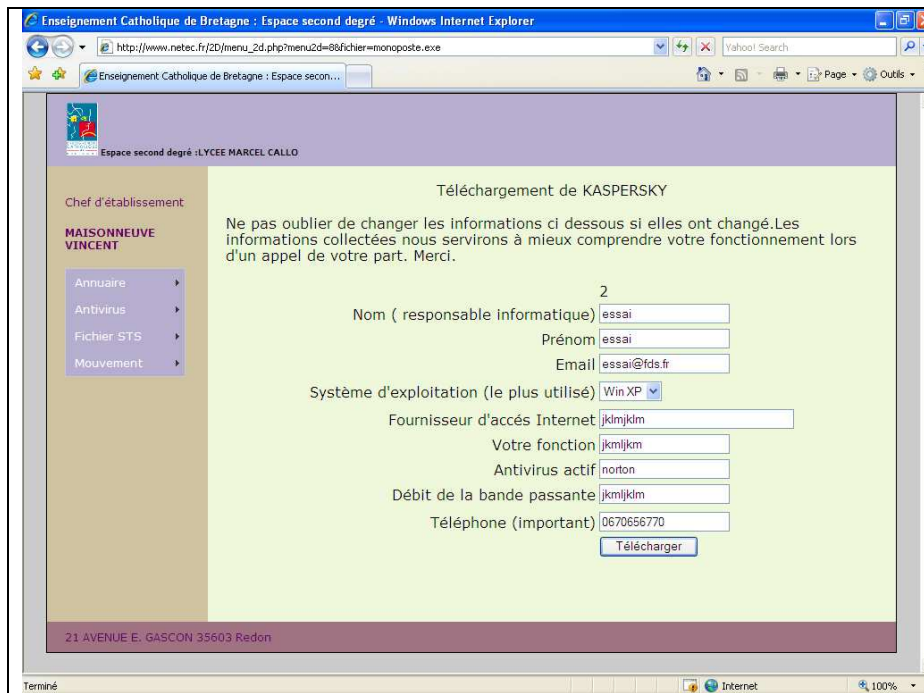 Enseignement Catholique de Bretagne : Espace second degré - Windows Internet Explorer
http://www.netec.fr/2D/menu_2d.php?menu2d=8&fichier=monoposte.exe
Yahoo! Search
Enseignement Catholique de Bretagne : Espace secon...
Page
Outils
Espace second degré :LYCEE MARCEL CALLO
Chef d'établissement
MAISONNEUVE
VINCENT
Annuaire
Antivirus
Fichier STS
Mouvement
Téléchargement de KASPERSKY
Ne pas oublier de changer les informations ci dessous si elles ont changé.Les
informations collectées nous servirons à mieux comprendre votre fonctionnement lors
d'un appel de votre part. Merci.
2
Nom ( responsable informatique) essai
Prénom essai
Email essai@fds.fr
Système d'exploitation (le plus utilisé) Win XP
Fournisseur d'accés Internet jklmjklm
Votre fonction jkmljkm
Antivirus actif norton
Débit de la bande passante jkmljklm
Téléphone (important) 0670656770
Télécharger
21 AVENUE E. GASCON 35603 Redon
Terminé
Internet
100%